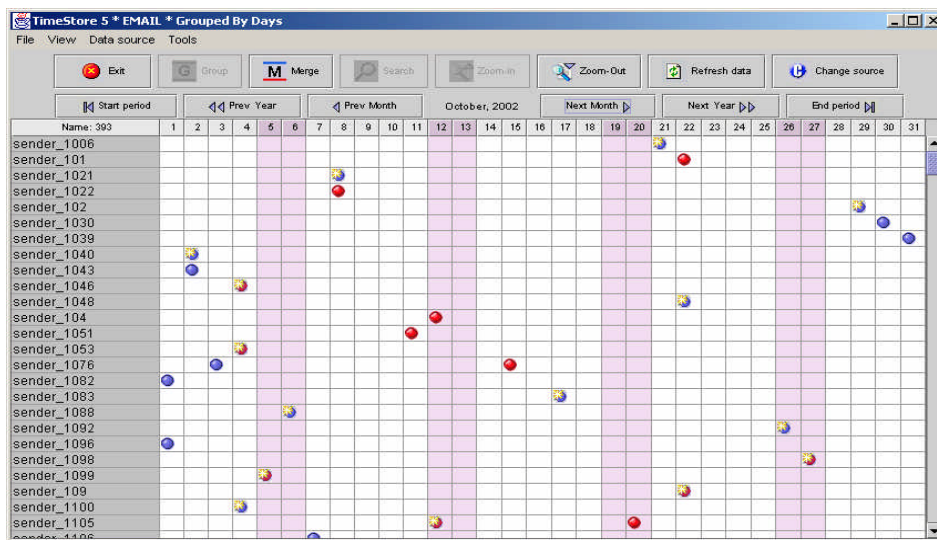 TimeStore 5 * EMAIL * Grouped By Days
File View Data source Tools
Exit Group Merge Search Zoom-In Zoom-Out Refresh data Change source
Start period Prev Year Prev Month October, 2002 Next Month Next Year End period
Name: 393 1 2 3 4 5 6 7 8 9 10 11 12 13 14 15 16 17 18 19 20 21 22 23 24 25 26 27 28 29 30 31
sender_1006
sender_101
sender_1021
sender_1022
sender_102
sender_1030
sender_1039
sender_1040
sender_1043
sender_1046
sender_1048
sender_104
sender_1051
sender_1053
sender_1076
sender_1082
sender_1083
sender_1088
sender_1092
sender_1096
sender_1098
sender_1099
sender_109
sender_1100
sender_1105